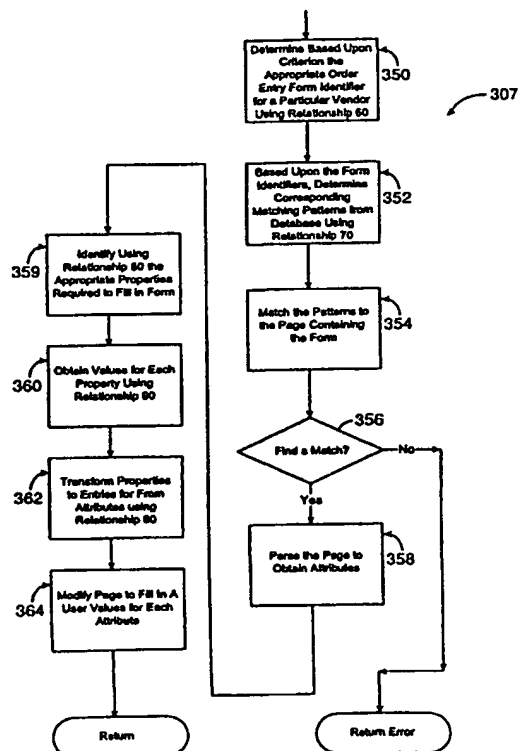 Determine Based Upon
Criterion the
Appropriate Order
Entry Form Identifier
for a Particular Vendor
Using Relationship 60
350
307
Based Upon the Form
Identifiers, Determine
Corresponding
Matching Patterns from
Database Using
Relationship 70
352
Match the Patterns to
the Page Containing
the Form
354
356
Find a Match?
No
Yes
Parse the Page to
Obtain Attributes
358
Identify Using
Relationship 80 the
Appropriate Properties
Required to Fill in Form
359
Obtain Values for Each
Property Using
Relationship 90
360
Transform Properties
to Entries for From
Attributes using
Relationship 80
362
Modify Page to Fill In A
User Values for Each
Attribute
364
Return
Return Error